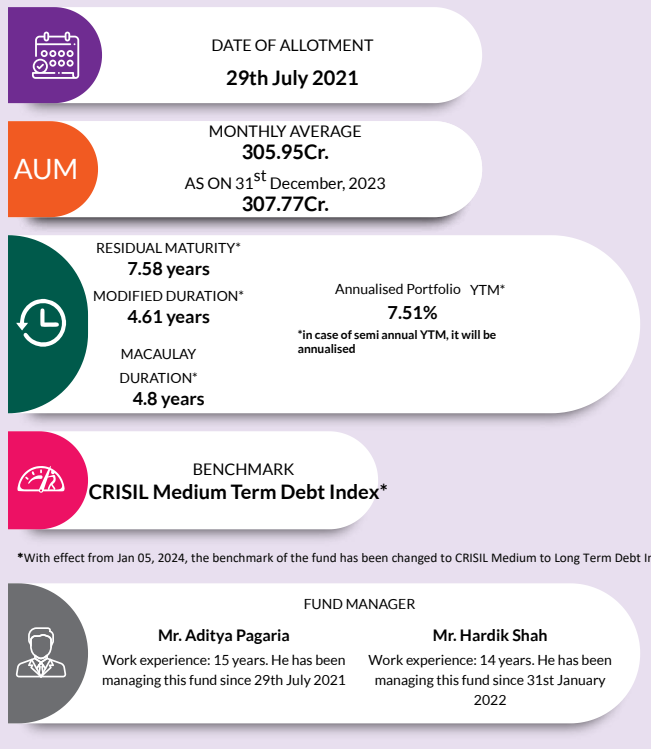 DATE OF ALLOTMENT
29th July 2021
AUM
MONTHLY AVERAGE
305.95Cr.
AS ON 31st December, 2023
307.77Cr.
RESIDUAL MATURITY*
7.58 years
MODIFIED DURATION*
4.61 years
MACAULAY
DURATION*
4.8 years
Annualised Portfolio YTM*
7.51%
*in case of semi annual YTM, it will be
annualised
BENCHMARK
CRISIL Medium Term Debt Index*
*With effect from Jan 05, 2024, the benchmark of the fund has been changed to CRISIL Medium to Long Term Debt
FUND MANAGER
Mr. Aditya Pagaria
Work experience: 15 years. He has been
managing this fund since 29th July 2021
Mr. Hardik Shah
Work experience: 14 years. He has been
managing this fund since 31st January
2022